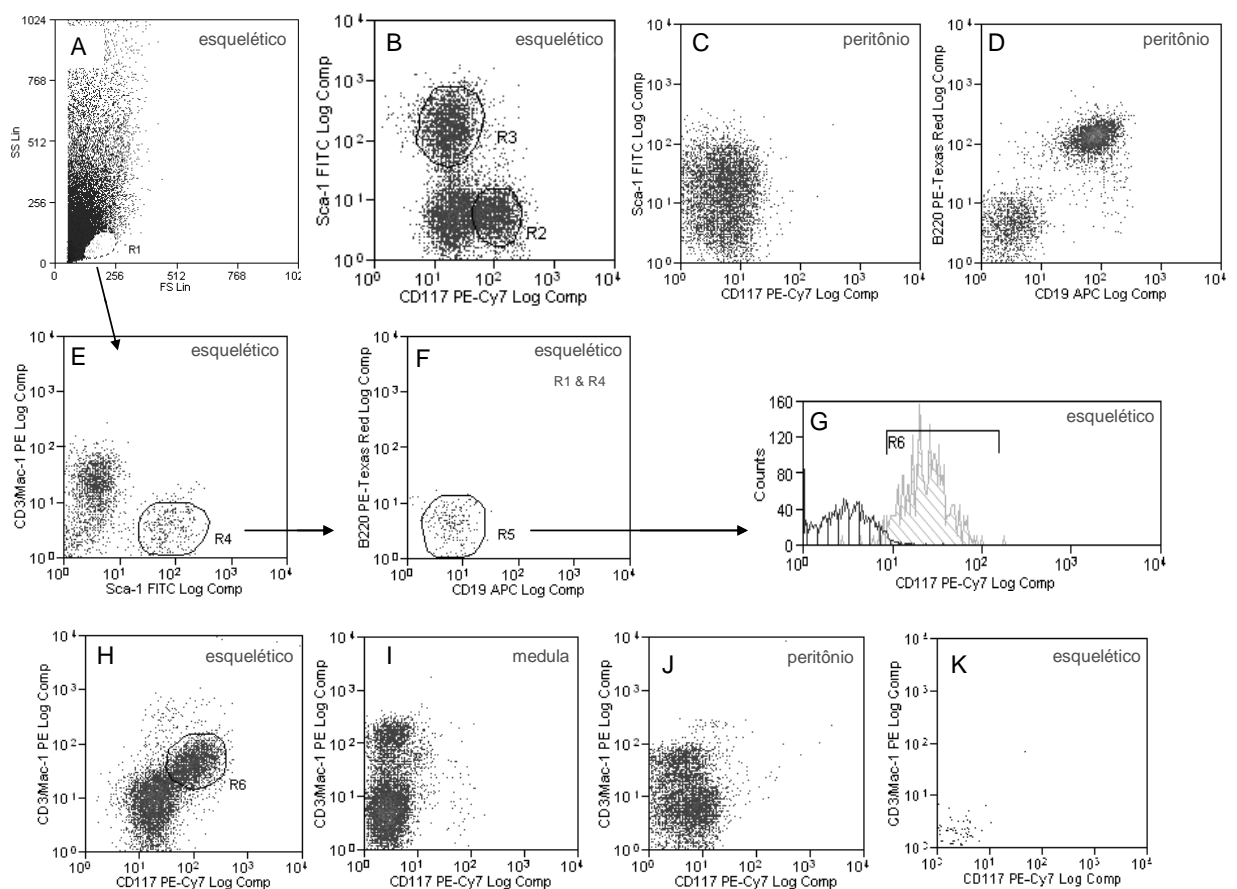 A
esquelético
1024
768
512
256
0
SS Lin
R1
0 256 512 768 102
FS Lin
B
esquelético
10⁴
10³
10²
10¹
10⁰
Sca-1 FITC Log Comp
R3
R2
10⁰ 10¹ 10² 10³ 10⁴
CD117 PE-Cy7 Log Comp
C
peritônio
10⁴
10³
10²
10¹
10⁰
Sca-1 FITC Log Comp
10⁰ 10¹ 10² 10³ 10⁴
CD117 PE-Cy7 Log Comp
D
peritônio
10⁴
10³
10²
10¹
10⁰
B220 PE-Texas Red Log Comp
10⁰ 10¹ 10² 10³ 10⁴
CD19 APC Log Comp
E
esquelético
10⁴
10³
10²
10¹
10⁰
CD3/Mac-1 PE Log Comp
R4
10⁰ 10¹ 10² 10³ 10⁴
Sca-1 FITC Log Comp
F
esquelético
R1 & R4
10⁴
10³
10²
10¹
10⁰
B220 PE-Texas Red Log Comp
R5
10⁰ 10¹ 10² 10³ 10⁴
CD19 APC Log Comp
G
esquelético
R6
160
120
80
40
0
Counts
10⁰ 10¹ 10² 10³ 10⁴
CD117 PE-Cy7 Log Comp
H
esquelético
10⁴
10³
10²
10¹
10⁰
CD3/Mac-1 PE Log Comp
R6
10⁰ 10¹ 10² 10³ 10⁴
CD117 PE-Cy7 Log Comp
I
medula
10⁴
10³
10²
10¹
10⁰
CD3/Mac-1 PE Log Comp
10⁰ 10¹ 10² 10³ 10⁴
CD117 PE-Cy7 Log Comp
J
peritônio
10⁴
10³
10²
10¹
10⁰
CD3/Mac-1 PE Log Comp
10⁰ 10¹ 10² 10³ 10⁴
CD117 PE-Cy7 Log Comp
K
esquelético
10⁴
10³
10²
10¹
10⁰
CD3/Mac-1 PE Log Comp
10⁰ 10¹ 10² 10³ 10⁴
CD117 PE-Cy7 Log Comp